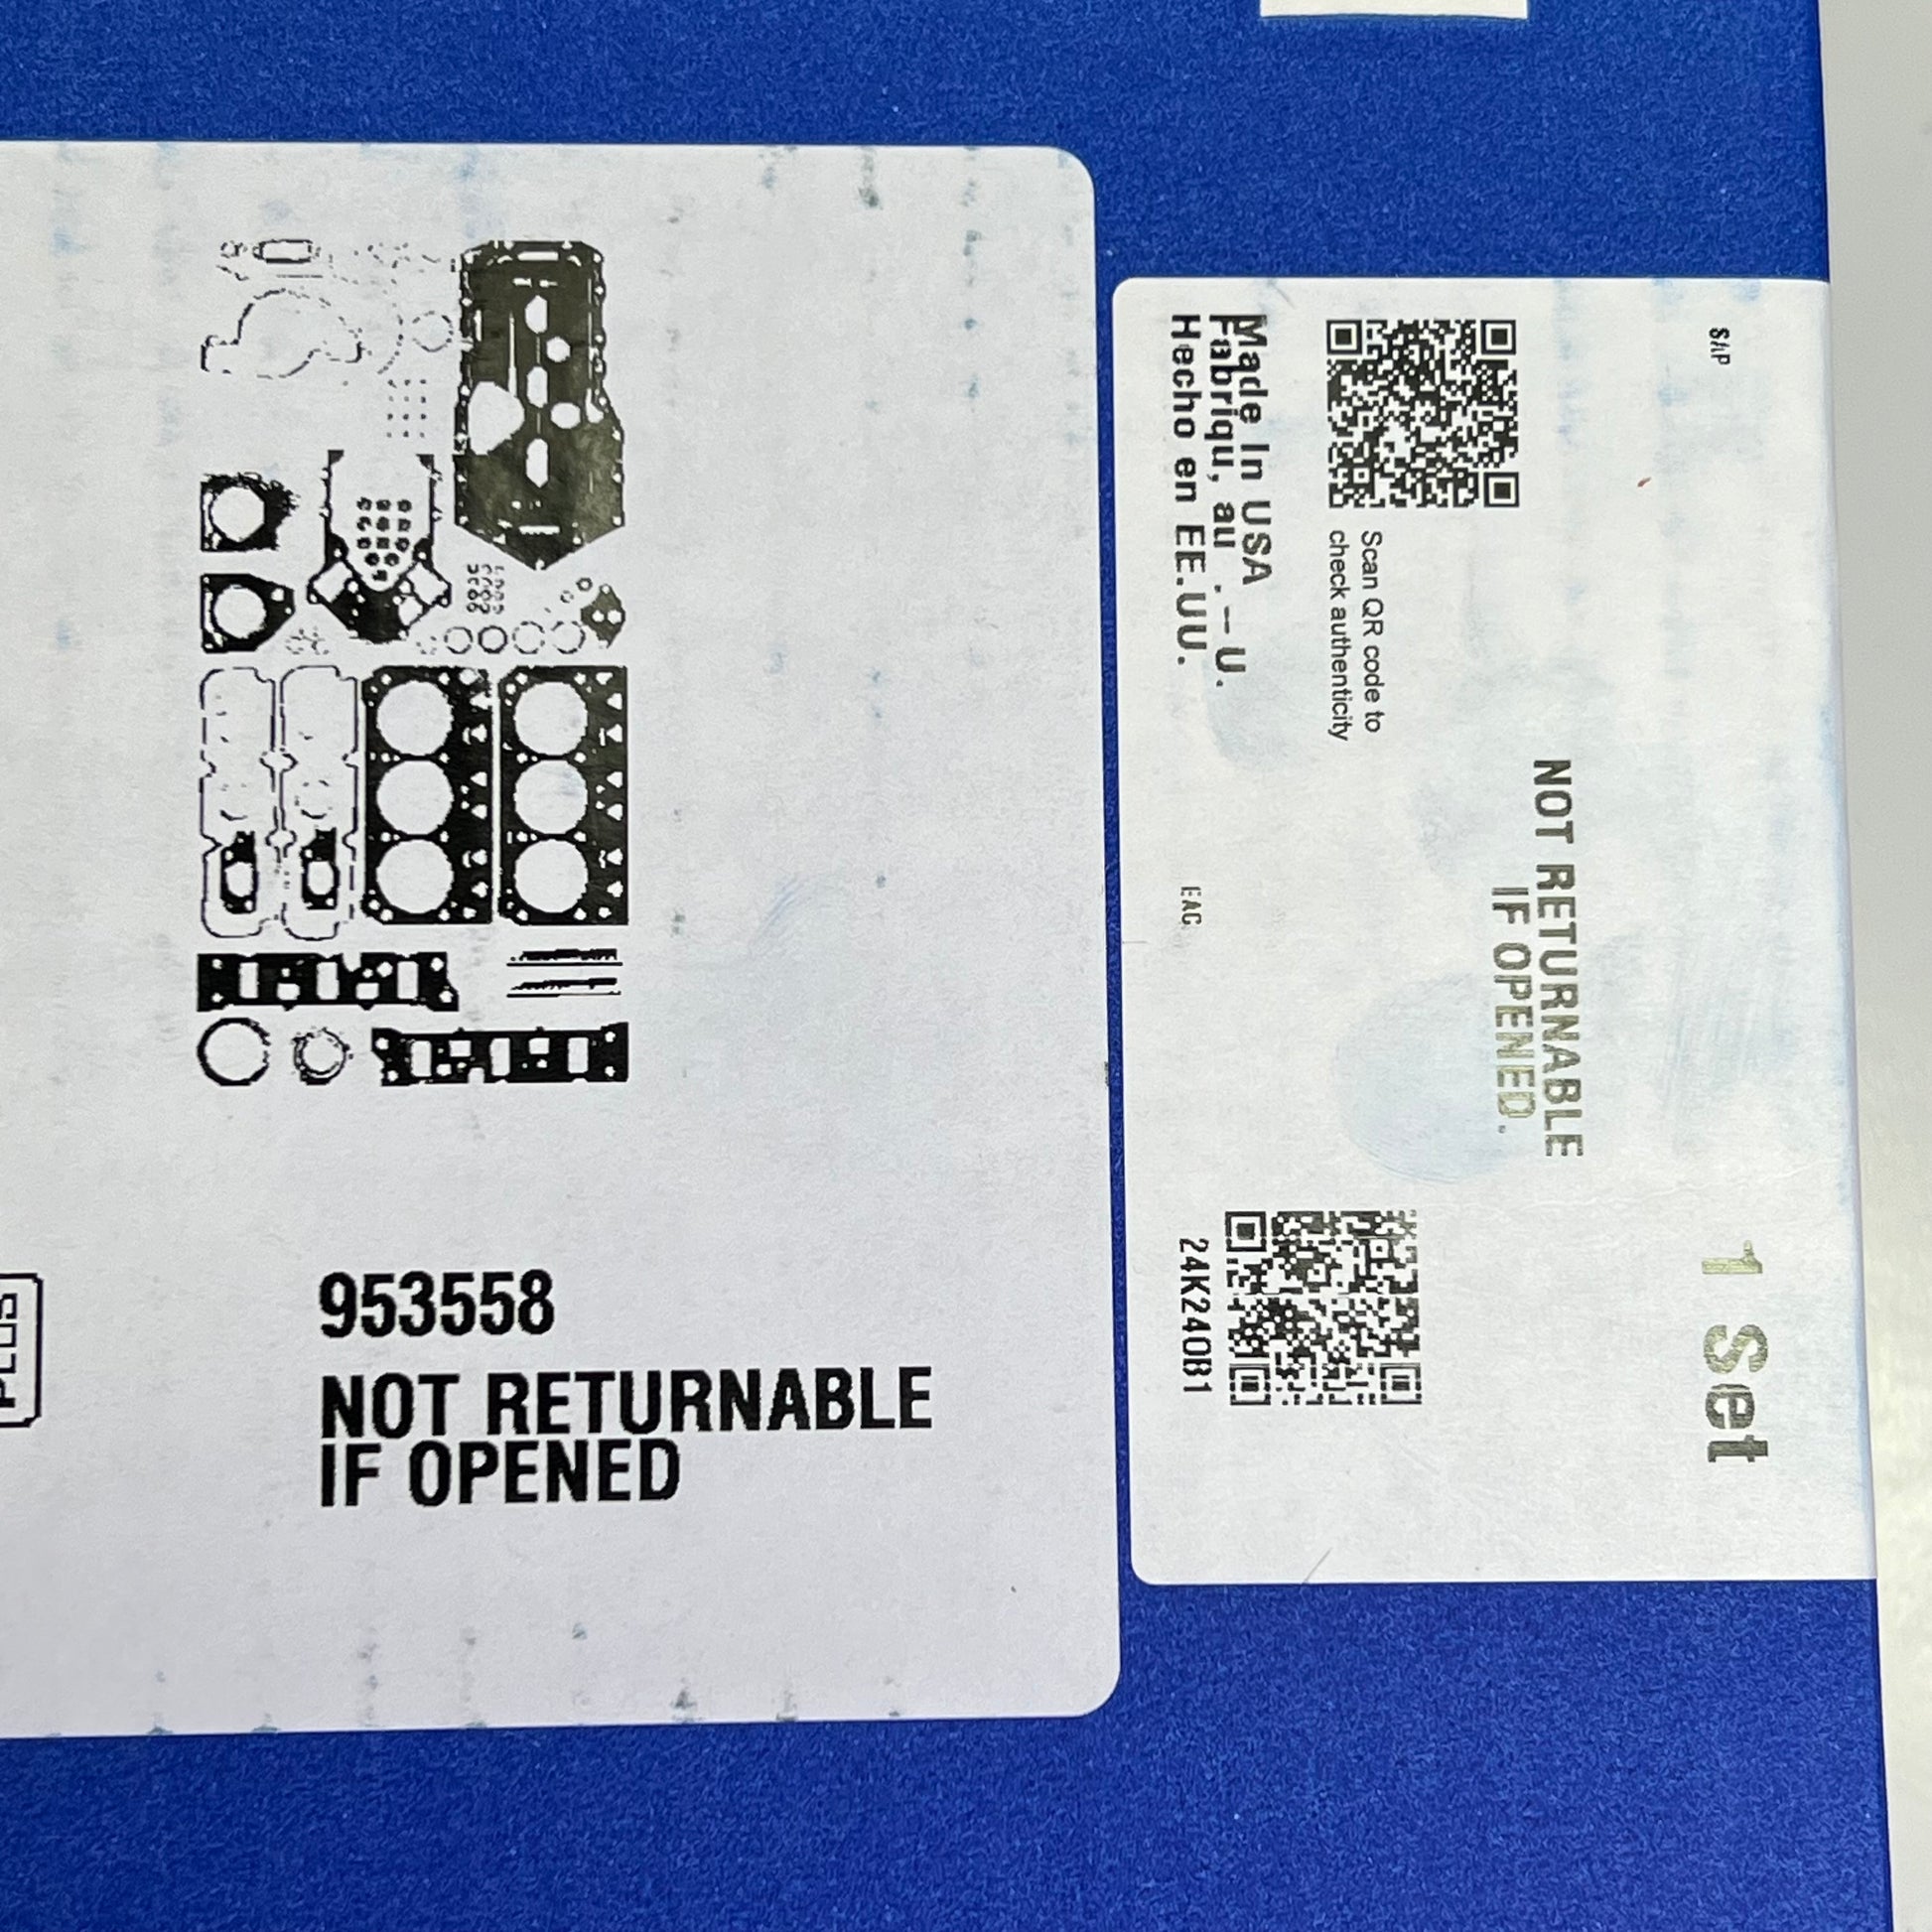 953558
NOT RETURNABLE
IF OPENED
PLUS
Made In USA
Fabriqu, au .–U.
Hecho en EE.UU.
Scan QR code to
check authenticity
NOT RETURNABLE
IF OPENED.
EAC
24K240B1
1 Set